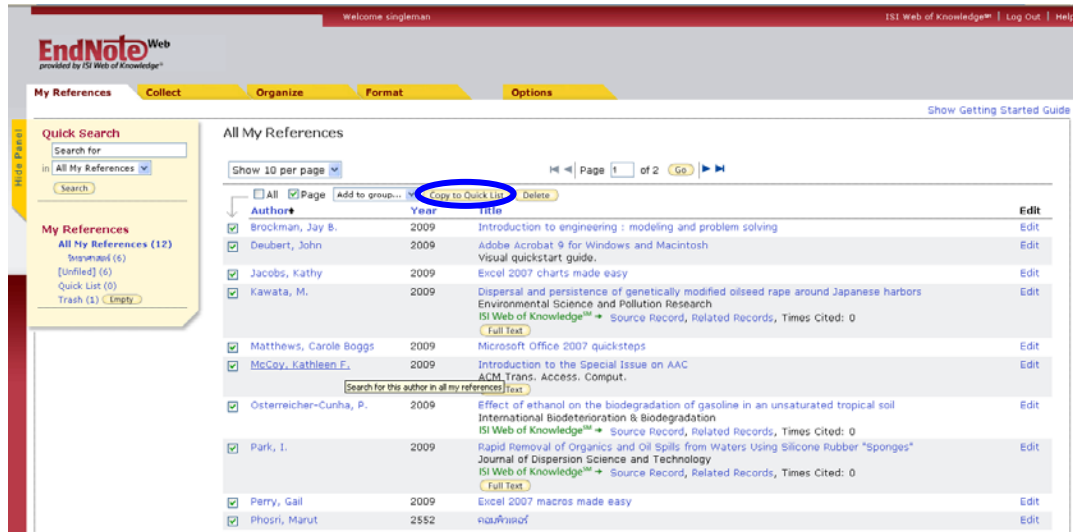 Welcome singleman
ISI Web of Knowledge℠ | Log Out | Help
EndNote Web
provided by ISI Web of Knowledge℠
My References Collect Organize Format Options
Show Getting Started Guide
Hide Panel
Quick Search
Search for
in All My References
Search
My References
All My References (12)
วิทยาศาสตร์ (6)
[Unfiled] (6)
Quick List (0)
Trash (1) Empty
All My References
Show 10 per page
Page 1 of 2 Go
All Page Add to group... Copy to Quick List Delete
Author Year Title Edit
Brockman, Jay B. 2009 Introduction to engineering : modeling and problem solving Edit
Deubert, John 2009 Adobe Acrobat 9 for Windows and Macintosh Edit
Visual quickstart guide.
Jacobs, Kathy 2009 Excel 2007 charts made easy Edit
Kawata, M. 2009 Dispersal and persistence of genetically modified oilseed rape around Japanese harbors Edit
Environmental Science and Pollution Research
ISI Web of Knowledge℠ Source Record, Related Records, Times Cited: 0
Full Text
Matthews, Carole Boggs 2009 Microsoft Office 2007 quicksteps Edit
McCoy, Kathleen F. 2009 Introduction to the Special Issue on AAC Edit
ACM Trans. Access. Comput.
Search for this author in all my references Text
Osterreicher-Cunha, P. 2009 Effect of ethanol on the biodegradation of gasoline in an unsaturated tropical soil Edit
International Biodeterioration & Biodegradation
ISI Web of Knowledge℠ Source Record, Related Records, Times Cited: 0
Park, I. 2009 Rapid Removal of Organics and Oil Spills from Waters Using Silicone Rubber "Sponges" Edit
Journal of Dispersion Science and Technology
ISI Web of Knowledge℠ Source Record, Related Records, Times Cited: 0
Full Text
Perry, Gail 2009 Excel 2007 macros made easy Edit
Phosri, Marut 2552 คอมพิวเตอร์ Edit